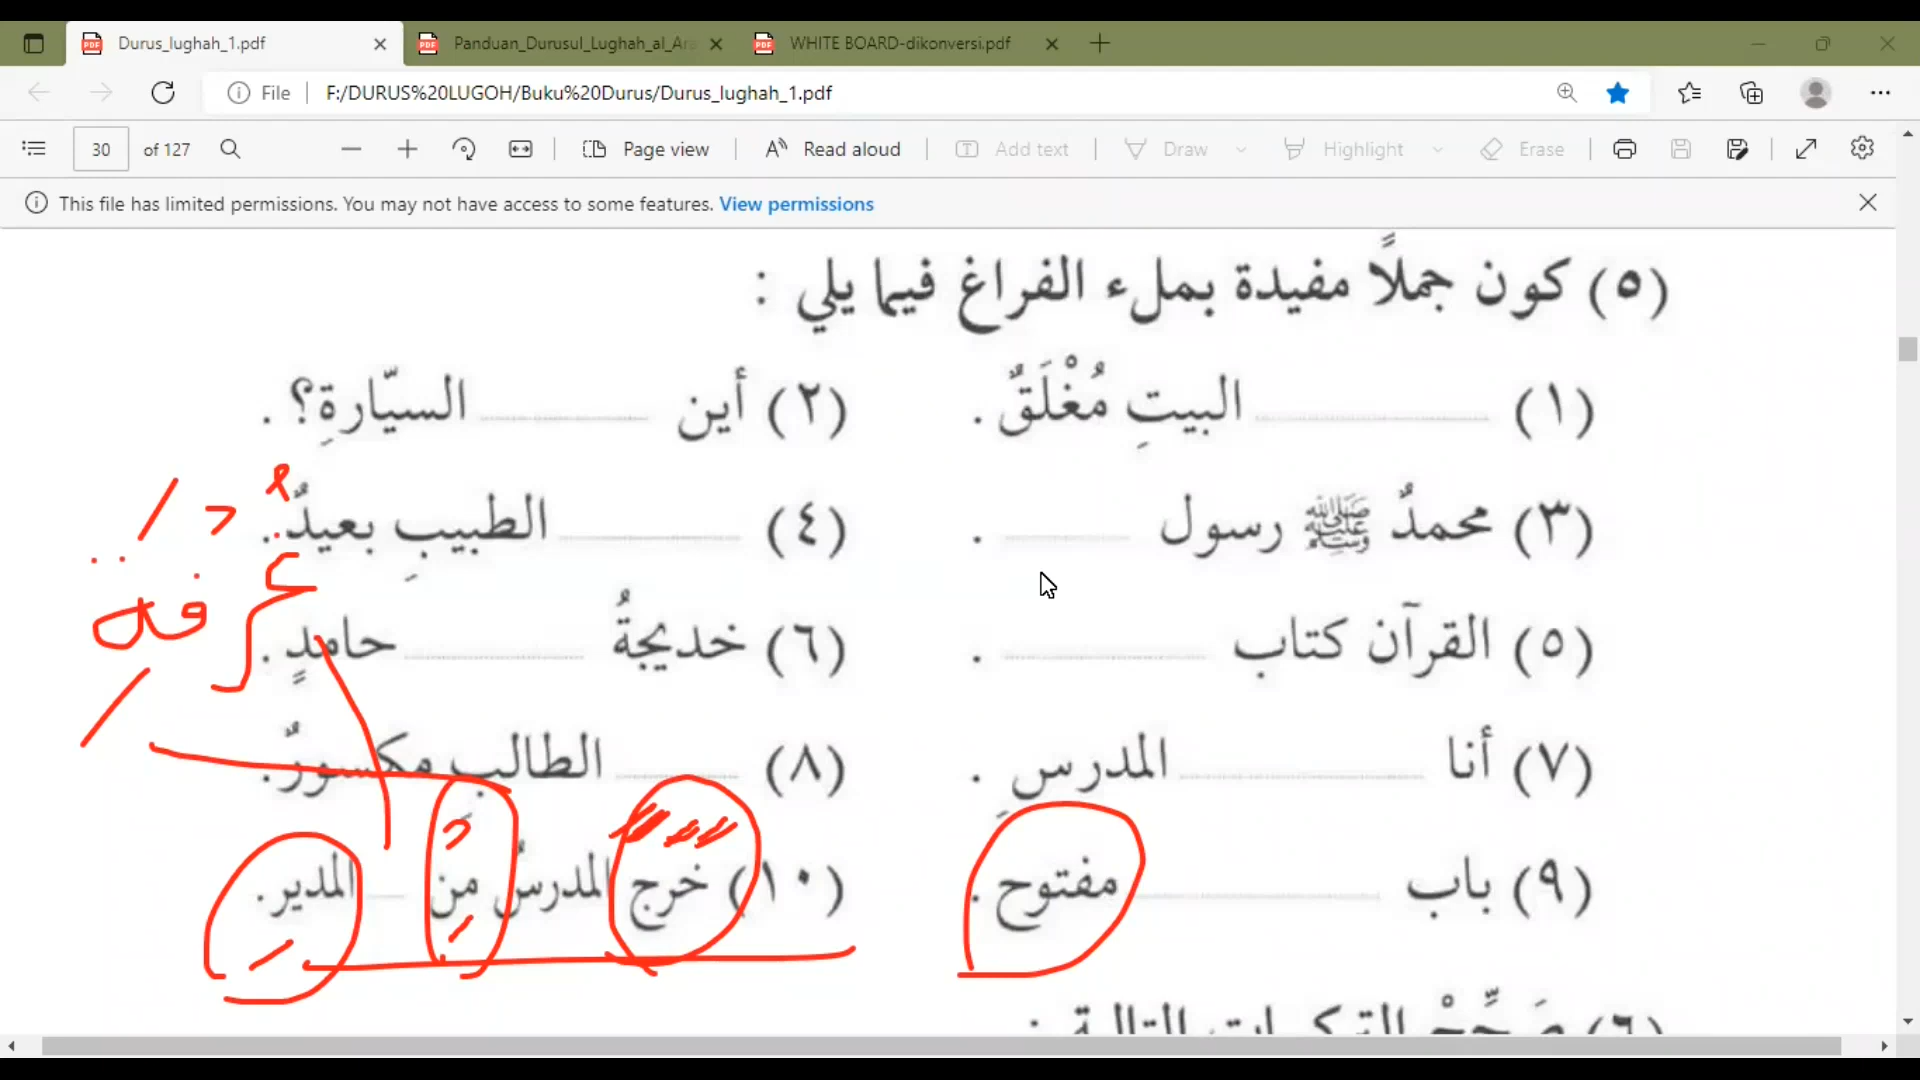 Durus_lughah_1.pdf
Panduan_Durusul_Lughah_al_Ara
WHITE BOARD-dikonversi.pdf
File F:/DURUS%20LUGOH/Buku%20Durus/Durus_lughah_1.pdf
30 of 127 Page view Read aloud Add text Draw Highlight Erase
This file has limited permissions. You may not have access to some features. View permissions
(٥) كون جملاً مفيدة بملء الفراغ فيما يلي :
(١) ............ البيتِ مُغْلَقٌ .
(٢) أين ............ السيّارةِ؟ .
(٣) محمدٌ ﷺ رسول ............ .
(٤) ............ الطبيبِ بعيدٌ .
(٥) القرآن كتاب ............ .
(٦) خديجةُ ............ حامدٍ .
(٧) أنا ............ المدرسِ .
(٨) ............ الطالبِ مكسورٌ .
(٩) باب ............ مفتوح .
(١٠) خرج المدرسُ مِن ...... المدير .
(٦) صَحِّحْ التركيبات التالية :